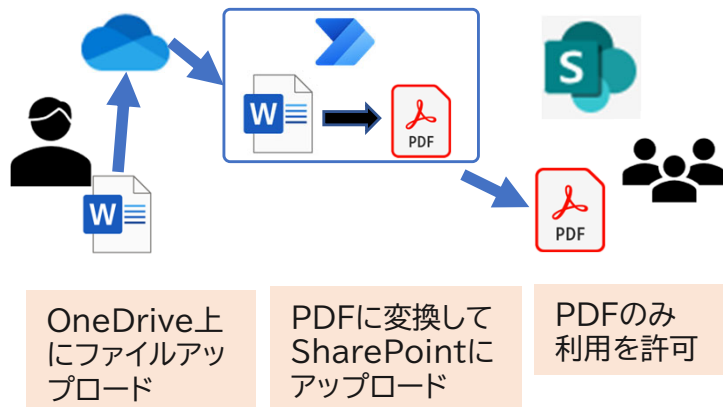 W
PDF
S
W
PDF
OneDrive上
にファイルアッ
プロード
PDFに変換して
SharePointに
アップロード
PDFのみ
利用を許可